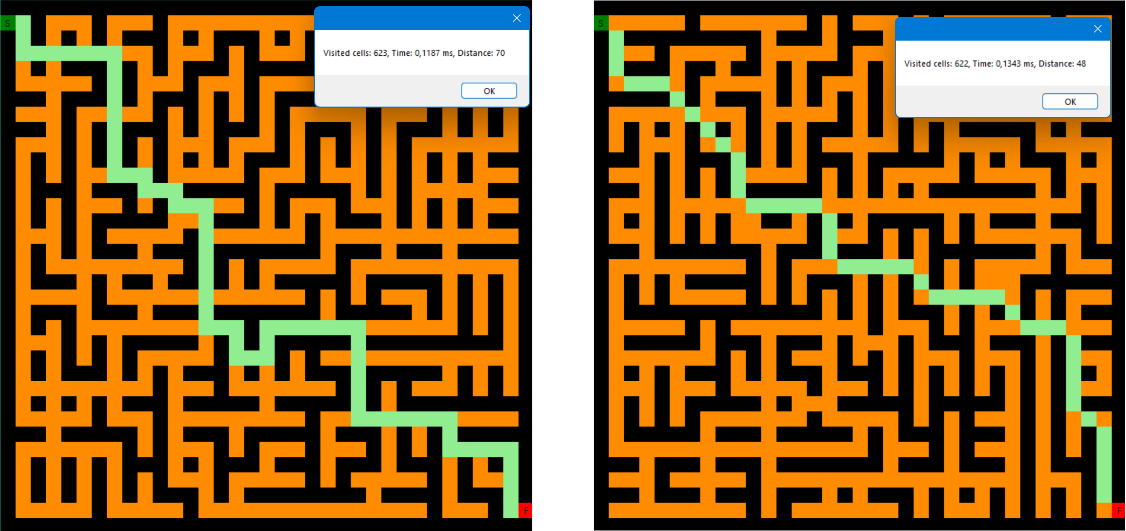 S
Visited cells: 623, Time: 0,1187 ms, Distance: 70
OK
F
S
Visited cells: 622, Time: 0,1343 ms, Distance: 48
OK
F